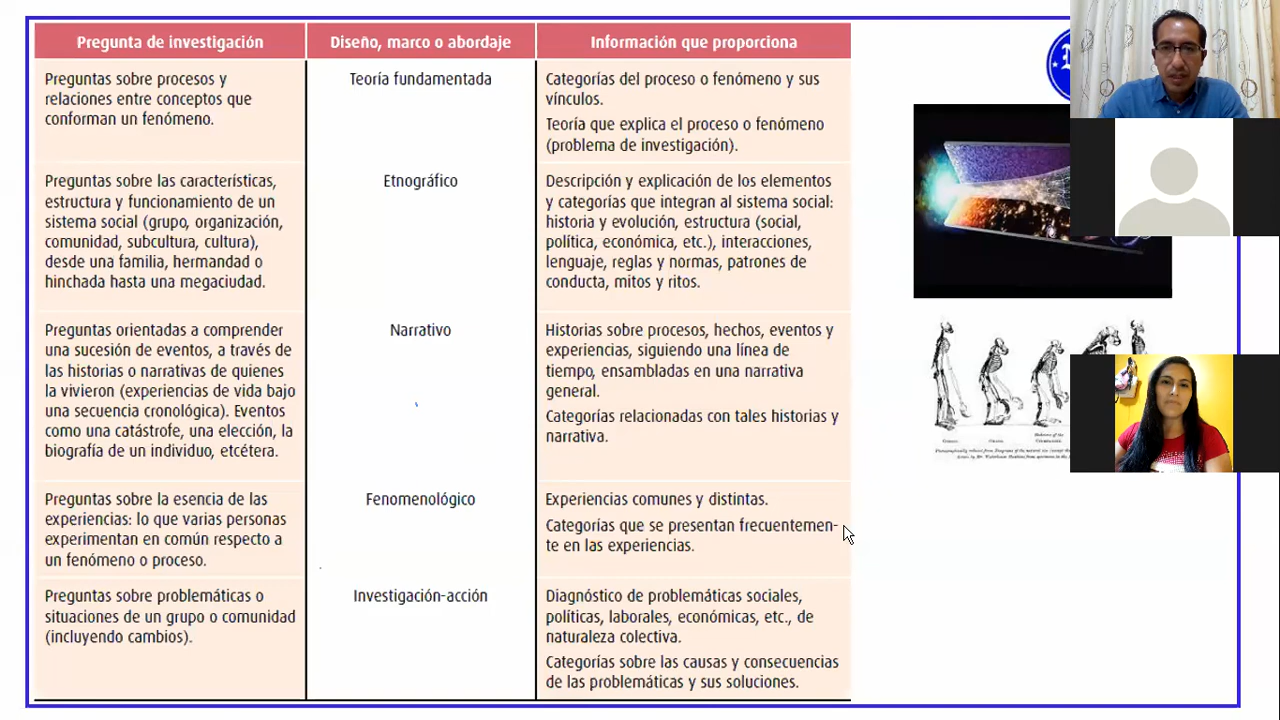 Pregunta de investigación
Diseño, marco o abordaje
Información que proporciona
Preguntas sobre procesos y
relaciones entre conceptos que
conforman un fenómeno.
Teoría fundamentada
Categorías del proceso o fenómeno y sus
vínculos.
Teoría que explica el proceso o fenómeno
(problema de investigación).
Preguntas sobre las características,
estructura y funcionamiento de un
sistema social (grupo, organización,
comunidad, subcultura, cultura),
desde una familia, hermandad o
hinchada hasta una megaciudad.
Etnográfico
Descripción y explicación de los elementos
y categorías que integran al sistema social:
historia y evolución, estructura (social,
política, económica, etc.), interacciones,
lenguaje, reglas y normas, patrones de
conducta, mitos y ritos.
Preguntas orientadas a comprender
una sucesión de eventos, a través de
las historias o narrativas de quienes
la vivieron (experiencias de vida bajo
una secuencia cronológica). Eventos
como una catástrofe, una elección, la
biografía de un individuo, etcétera.
Narrativo
Historias sobre procesos, hechos, eventos y
experiencias, siguiendo una línea de
tiempo, ensambladas en una narrativa
general.
Categorías relacionadas con tales historias y
narrativa.
Preguntas sobre la esencia de las
experiencias: lo que varias personas
experimentan en común respecto a
un fenómeno o proceso.
Fenomenológico
Experiencias comunes y distintas.
Categorías que se presentan frecuentemen-
te en las experiencias.
Preguntas sobre problemáticas o
situaciones de un grupo o comunidad
(incluyendo cambios).
Investigación-acción
Diagnóstico de problemáticas sociales,
políticas, laborales, económicas, etc., de
naturaleza colectiva.
Categorías sobre las causas y consecuencias
de las problemáticas y sus soluciones.